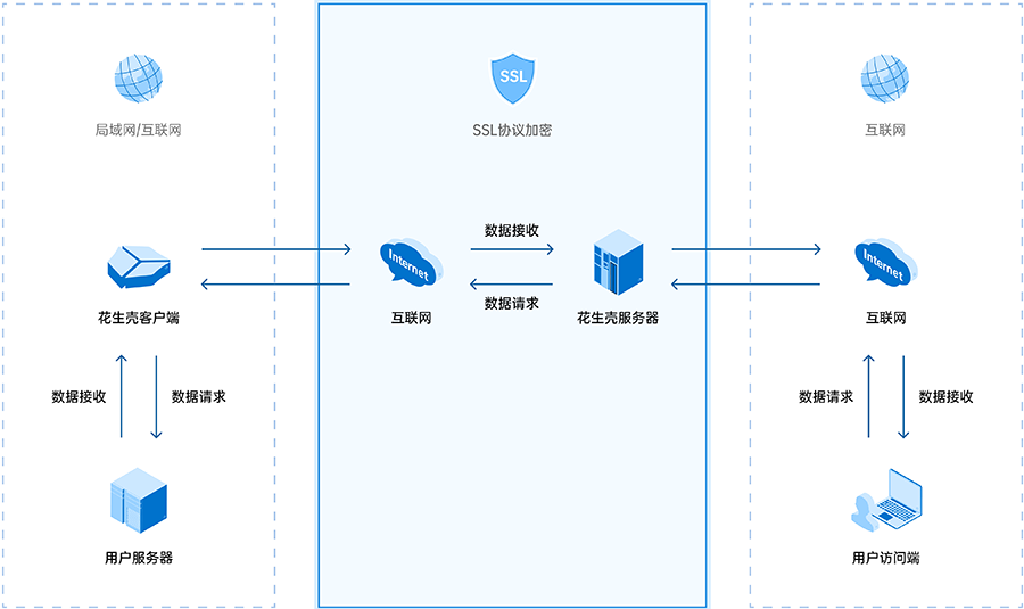 局域网/互联网
SSL
SSL协议加密
互联网
数据接收
Internet
Internet
数据请求
花生壳客户端
互联网
花生壳服务器
互联网
数据接收
数据请求
数据请求
数据接收
用户服务器
用户访问端